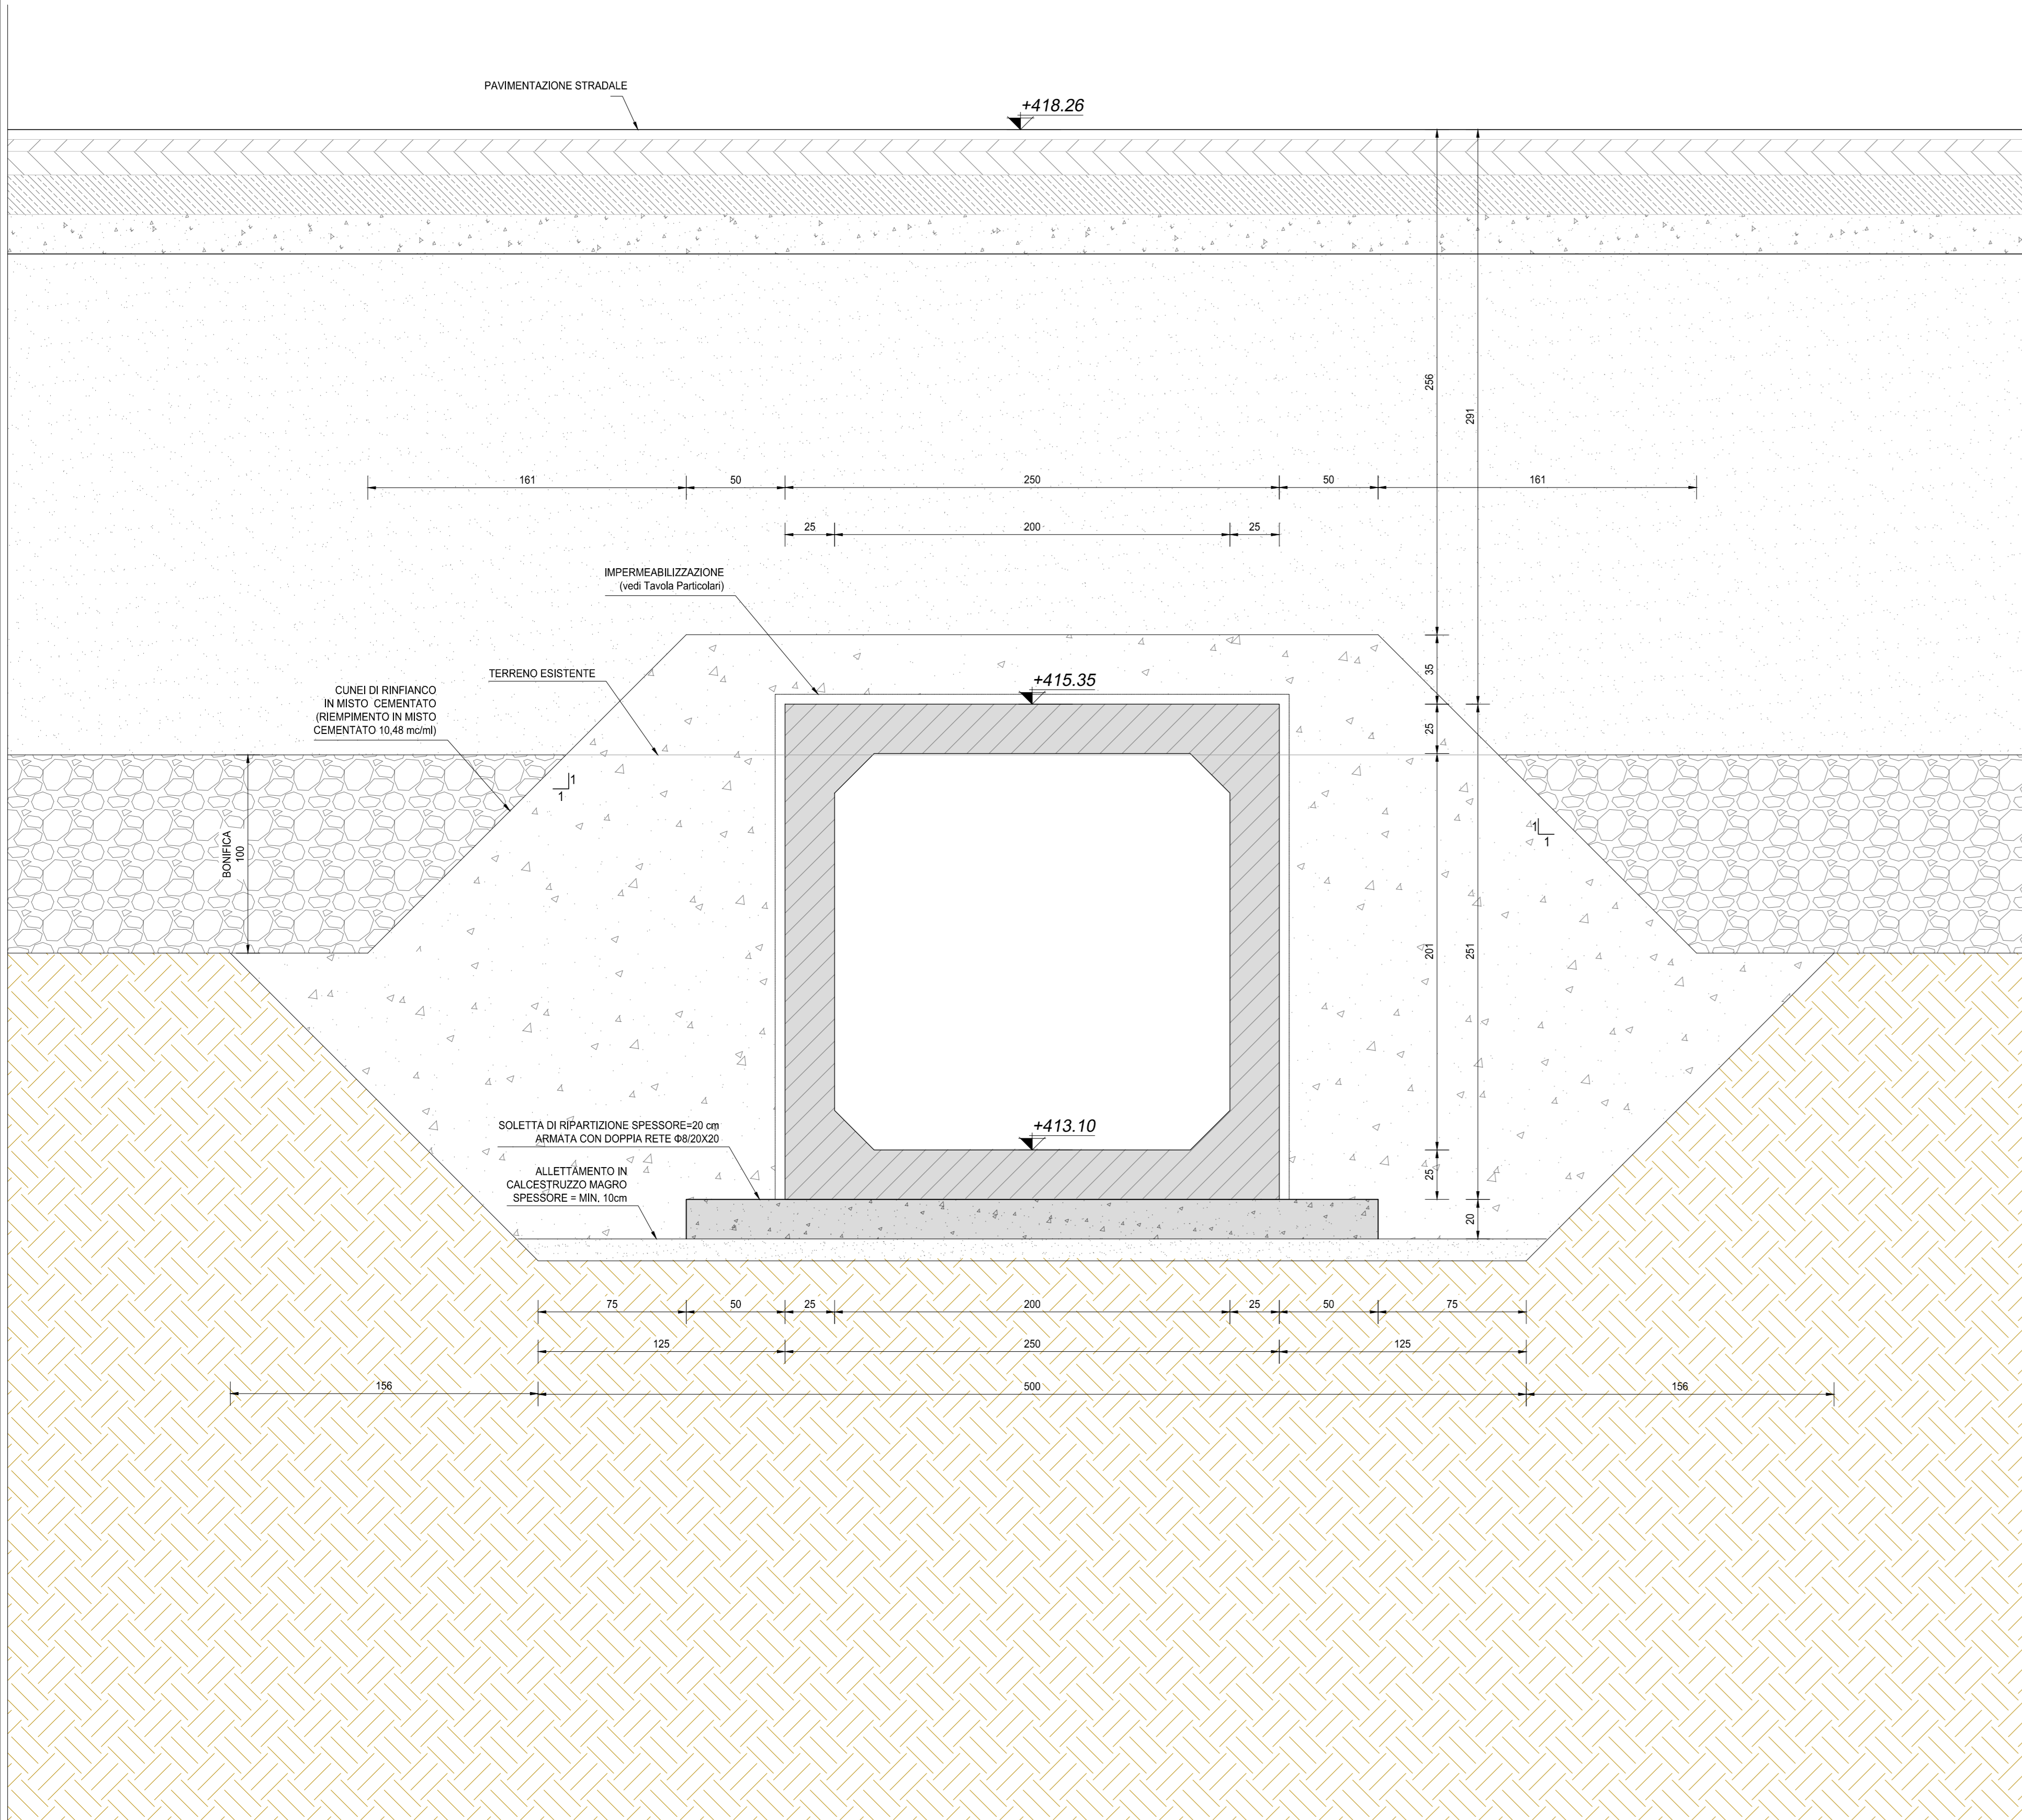 PAVIMENTAZIONE STRADALE
+418.26
256
291
161
50
250
50
161
25
200
25
IMPERMEABILIZZAZIONE
(vedi Tavola Particolari)
35
TERRENO ESISTENTE
+415.35
CUNEI DI RINFIANCO
IN MISTO CEMENTATO
(RIEMPIMENTO IN MISTO
CEMENTATO 10,48 mc/ml)
25
1
1
1
1
BONIFICA
100
201
251
SOLETTA DI RIPARTIZIONE SPESSORE=20 cm
ARMATA CON DOPPIA RETE Φ8/20X20
+413.10
ALLETTAMENTO IN
CALCESTRUZZO MAGRO
SPESSORE = MIN. 10cm
25
20
75
50
25
200
25
50
75
125
250
125
156
500
156